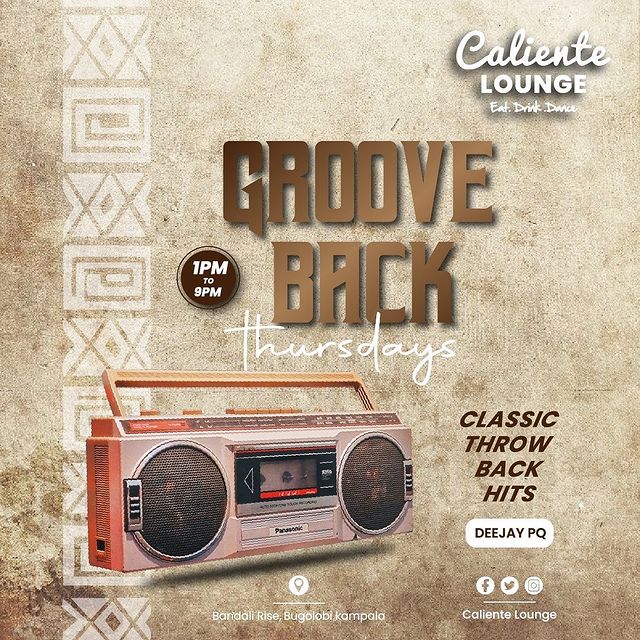 Caliente
LOUNGE
Eat. Drink. Dance
GROOVE
BACK
1PM
TO
9PM
thursdays
CLASSIC
THROW
BACK
HITS
DEEJAY PQ
Panasonic
Bandali Rise, Bugolobi,kampala
Caliente Lounge